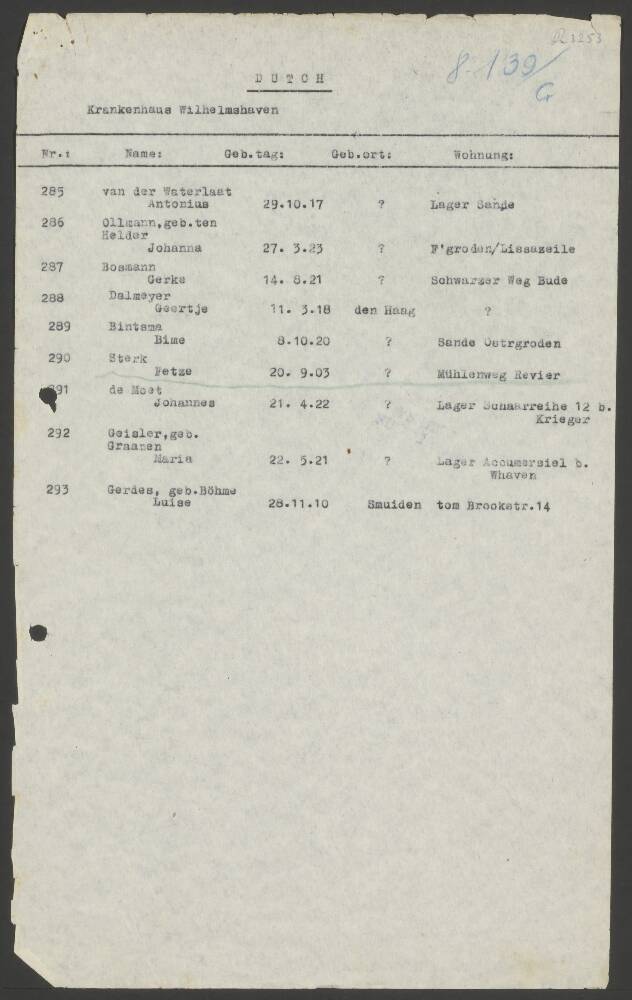 8-139/
G
DUTCH
Krankenhaus Wilhelmshaven
Nr.: Name: Geb.tag: Geb.ort: Wohnung:
285 van der Waterlaat
Antonius 29.10.17 ? Lager Sande
286 Ollmann,geb.ten
Helder
Johanna 27. 3.23 ? F'groden/Lissazeile
287 Bosmann
Gerke 14. 8.21 ? Schwarzer Weg Bude
288 Dalmeyer
Geertje 11. 3.18 den Haag ?
289 Bintsma
Bime 8.10.20 ? Sande Ostrgroden
290 Sterk
Fetze 20. 9.03 ? Mühlenweg Revier
291 de Moet
Johannes 21. 4.22 ? Lager Schaarreihe 12 b.
Krieger
292 Geisler,geb.
Graanen
Maria 22. 5.21 ? Lager Accumersiel b.
Whaven
293 Gerdes, geb.Böhme
Luise 28.11.10 Smuiden tom Brookstr.14